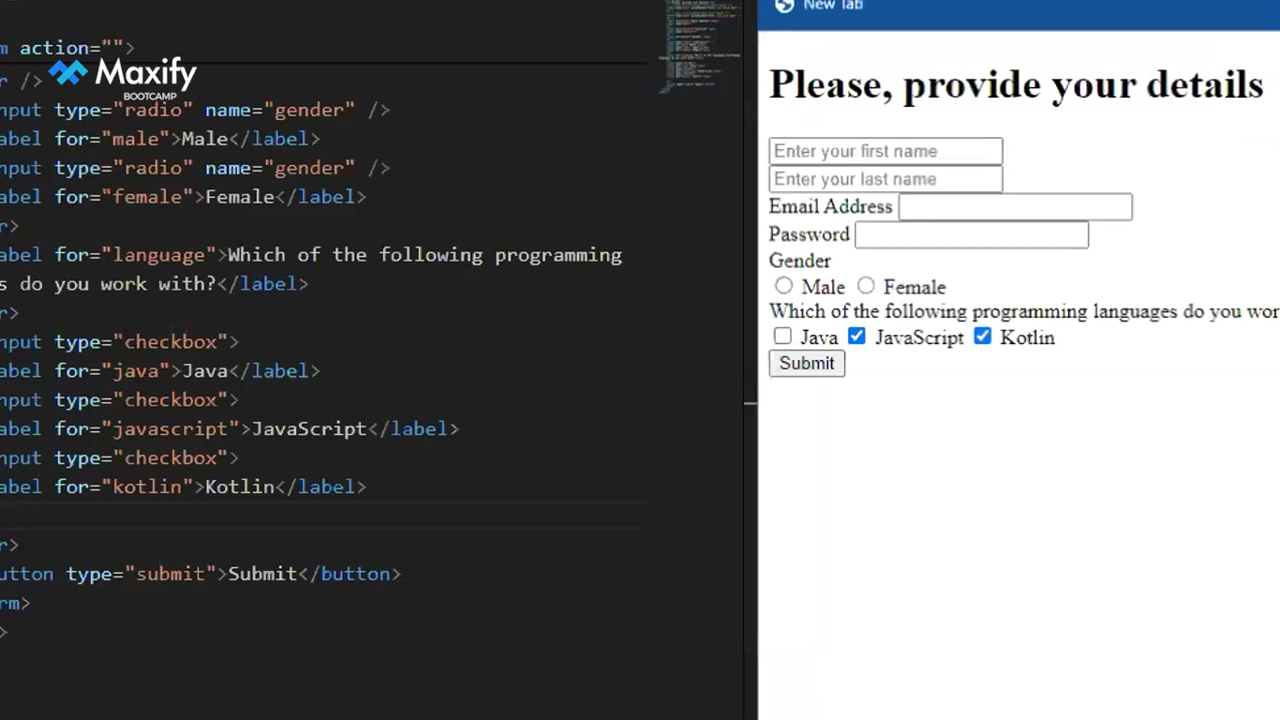 m action="">
Maxify
BOOTCAMP
r />
nput type="radio" name="gender" />
abel for="male">Male</label>
nput type="radio" name="gender" />
abel for="female">Female</label>
r>
abel for="language">Which of the following programming
s do you work with?</label>
r>
nput type="checkbox">
abel for="java">Java</label>
nput type="checkbox">
abel for="javascript">JavaScript</label>
nput type="checkbox">
abel for="kotlin">Kotlin</label>
r>
utton type="submit">Submit</button>
rm>
>
New Tab
Please, provide your details
Enter your first name
Enter your last name
Email Address
Password
Gender
Male Female
Which of the following programming languages do you wor
Java JavaScript Kotlin
Submit